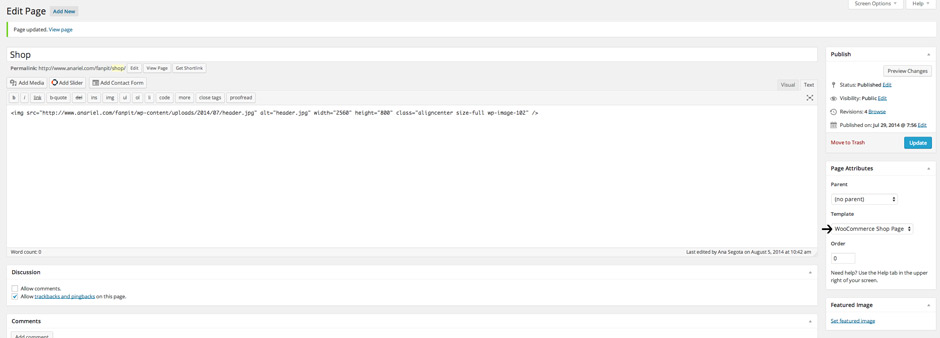 Screen Options Help
Edit Page Add New
Page updated. View page
Shop
Permalink: http://www.anariel.com/fanpit/shop/ Edit View Page Get Shortlink
Add Media Add Slider Add Contact Form
Visual Text
b i link b-quote del ins img ul ol li code more close tags proofread
<img src="http://www.anariel.com/fanpit/wp-content/uploads/2014/07/header.jpg" alt="header.jpg" width="2560" height="800" class="aligncenter size-full wp-image-102" />
Word count: 0 Last edited by Ana Segota on August 5, 2014 at 10:42 am
Discussion
Allow comments.
Allow trackbacks and pingbacks on this page.
Comments
Add comment
Publish
Preview Changes
Status: Published Edit
Visibility: Public Edit
Revisions: 4 Browse
Published on: Jul 29, 2014 @ 7:56 Edit
Move to Trash Update
Page Attributes
Parent
(no parent)
Template
WooCommerce Shop Page
Order
0
Need help? Use the Help tab in the upper
right of your screen.
Featured Image
Set featured image